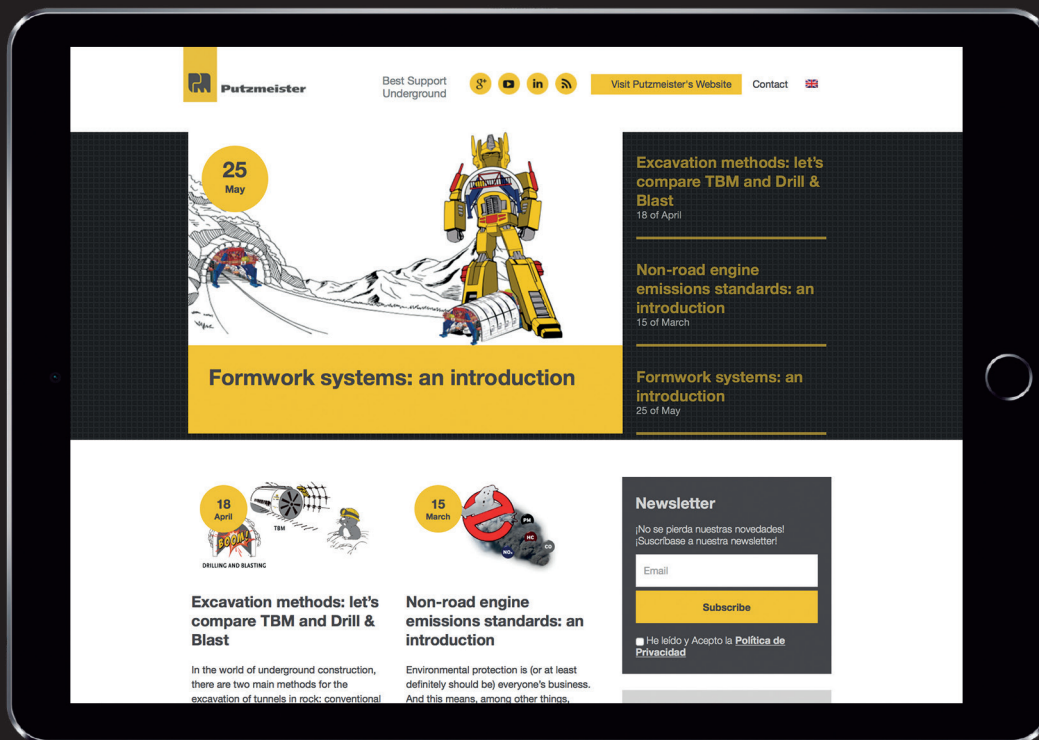 Putzmeister
Best Support
Underground
Visit Putzmeister's Website
Contact
25
May
Formwork systems: an introduction
Excavation methods: let's
compare TBM and Drill &
Blast
18 of April
Non-road engine
emissions standards: an
introduction
15 of March
Formwork systems: an
introduction
25 of May
18
April
BOOM!
TBM
DRILLING AND BLASTING
Excavation methods: let's
compare TBM and Drill &
Blast
In the world of underground construction,
there are two main methods for the
excavation of tunnels in rock: conventional
15
March
PM
HC
CO
NOx
Non-road engine
emissions standards: an
introduction
Environmental protection is (or at least
definitely should be) everyone's business.
And this means, among other things,
Newsletter
¡No se pierda nuestras novedades!
¡Suscríbase a nuestra newsletter!
Email
Subscribe
He leído y Acepto la Política de
Privacidad